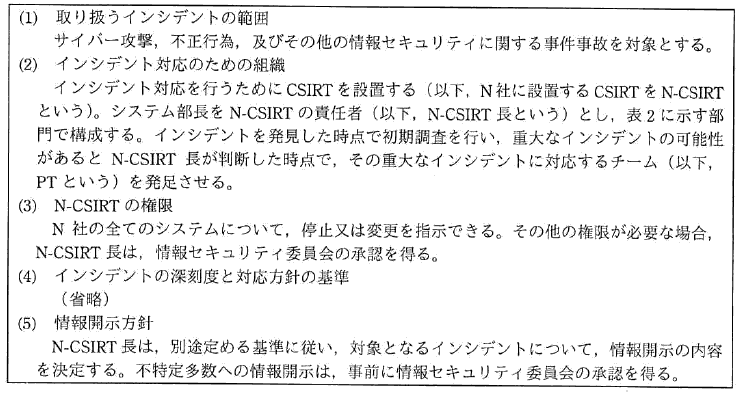 (1) 取り扱うインシデントの範囲
サイバー攻撃，不正行為，及びその他の情報セキュリティに関する事件事故を対象とする。
(2) インシデント対応のための組織
インシデント対応を行うために CSIRT を設置する（以下，N 社に設置する CSIRT を N-CSIRT
という）。システム部長を N-CSIRT の責任者（以下，N-CSIRT 長という）とし，表 2 に示す部
門で構成する。インシデントを発見した時点で初期調査を行い，重大なインシデントの可能性
があると N-CSIRT 長が判断した時点で，その重大なインシデントに対応するチーム（以下，
PT という）を発足させる。
(3) N-CSIRT の権限
N 社の全てのシステムについて，停止又は変更を指示できる。その他の権限が必要な場合，
N-CSIRT 長は，情報セキュリティ委員会の承認を得る。
(4) インシデントの深刻度と対応方針の基準
（省略）
(5) 情報開示方針
N-CSIRT 長は，別途定める基準に従い，対象となるインシデントについて，情報開示の内容
を決定する。不特定多数への情報開示は，事前に情報セキュリティ委員会の承認を得る。